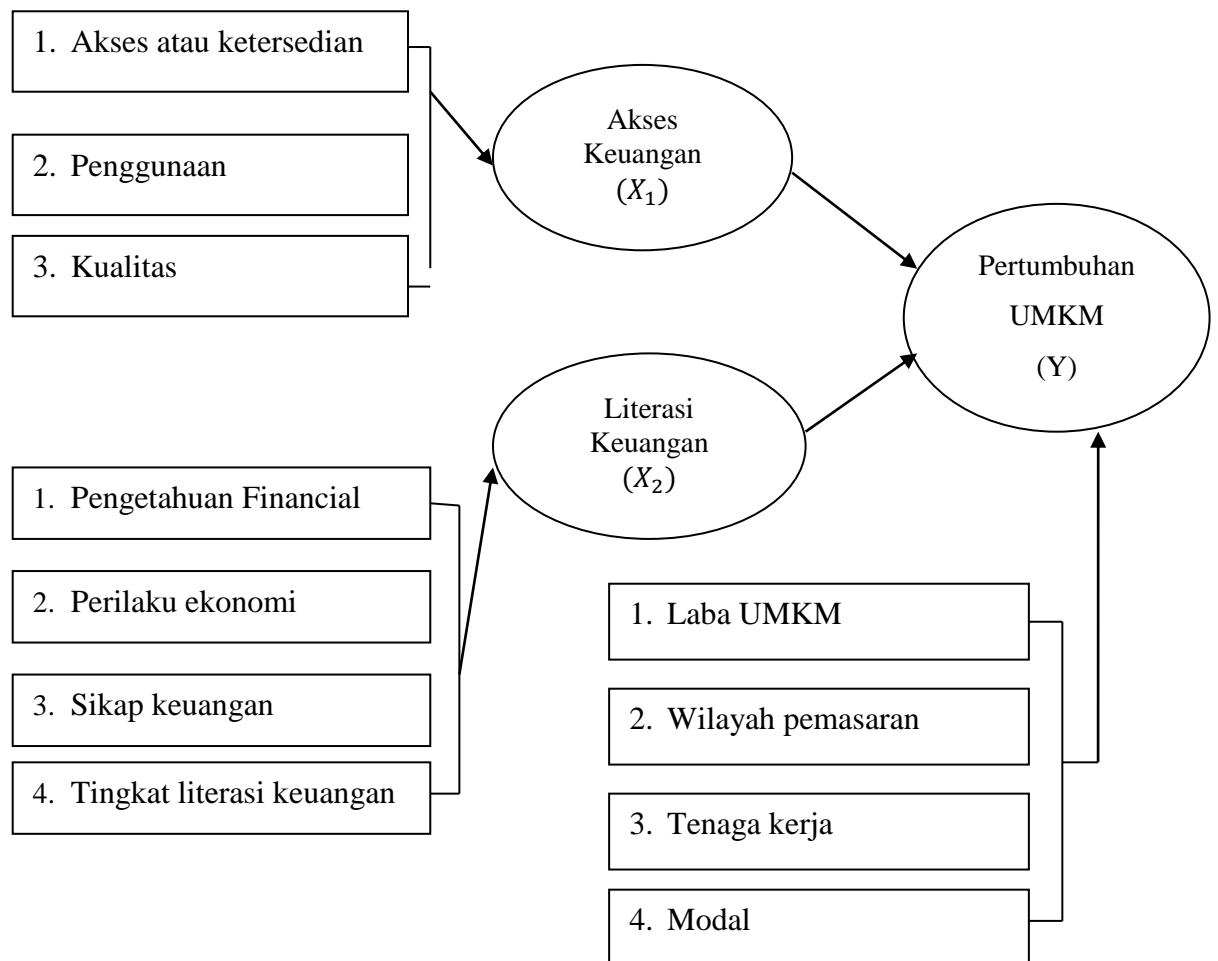 1. Akses atau ketersedian
2. Penggunaan
3. Kualitas
Akses
Keuangan
(𝑋₁)
Pertumbuhan
UMKM
(Y)
Literasi
Keuangan
(𝑋₂)
1. Pengetahuan Financial
2. Perilaku ekonomi
3. Sikap keuangan
4. Tingkat literasi keuangan
1. Laba UMKM
2. Wilayah pemasaran
3. Tenaga kerja
4. Modal